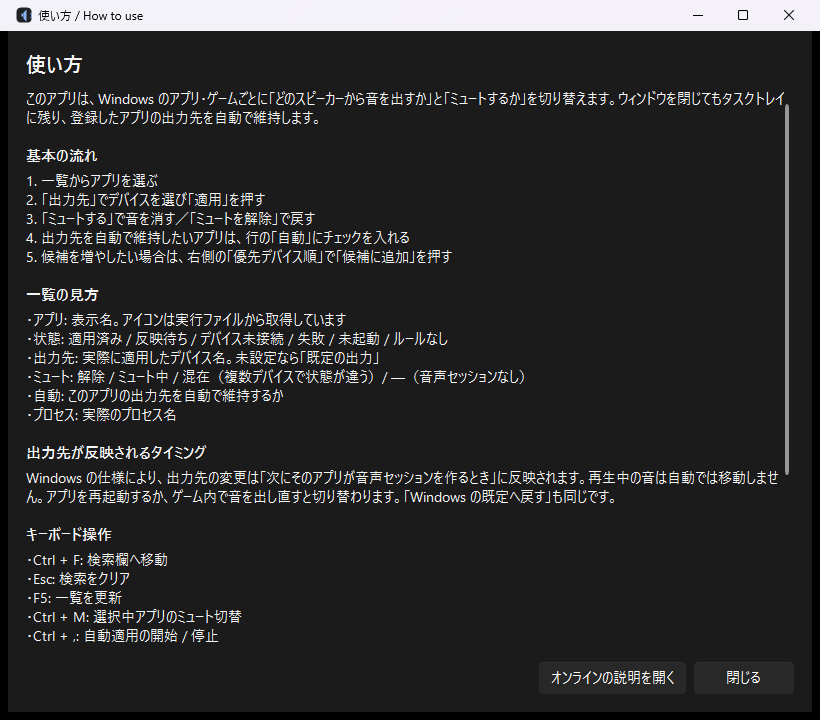 使い方 / How to use
使い方
このアプリは、Windows のアプリ・ゲームごとに「どのスピーカーから音を出すか」と「ミュートするか」を切り替えます。ウィンドウを閉じてもタスクトレイ
に残り、登録したアプリの出力先を自動で維持します。
基本の流れ
1. 一覧からアプリを選ぶ
2. 「出力先」でデバイスを選び「適用」を押す
3. 「ミュートする」で音を消す／「ミュートを解除」で戻す
4. 出力先を自動で維持したいアプリは、行の「自動」にチェックを入れる
5. 候補を増やしたい場合は、右側の「優先デバイス順」で「候補に追加」を押す
一覧の見方
・アプリ: 表示名。アイコンは実行ファイルから取得しています
・状態: 適用済み / 反映待ち / デバイス未接続 / 失敗 / 未起動 / ルールなし
・出力先: 実際に適用したデバイス名。未設定なら「既定の出力」
・ミュート: 解除 / ミュート中 / 混在（複数デバイスで状態が違う）/ —（音声セッションなし）
・自動: このアプリの出力先を自動で維持するか
・プロセス: 実際のプロセス名
出力先が反映されるタイミング
Windows の仕様により、出力先の変更は「次にそのアプリが音声セッションを作るとき」に反映されます。再生中の音は自動では移動しませ
ん。アプリを再起動するか、ゲーム内で音を出し直すと切り替わります。「Windows の既定へ戻す」も同じです。
キーボード操作
・Ctrl + F: 検索欄へ移動
・Esc: 検索をクリア
・F5: 一覧を更新
・Ctrl + M: 選択中アプリのミュート切替
・Ctrl + ,: 自動適用の開始 / 停止
オンラインの説明を開く
閉じる